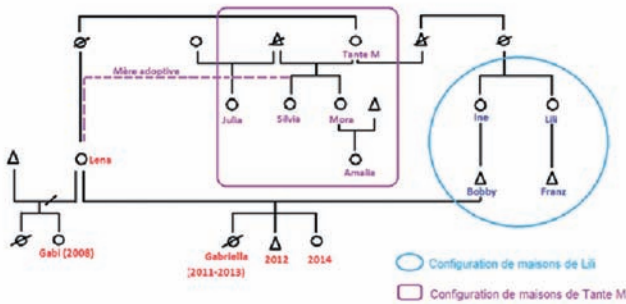 Tante M
Mère adoptive
Julia
Silvia
Mora
Ine
Lili
Lena
Amalia
Bobby
Franz
Gabi (2008)
Gabriella
(2011-2013)
2012
2014
Configuration de maisons de Lili
Configuration de maisons de Tante M